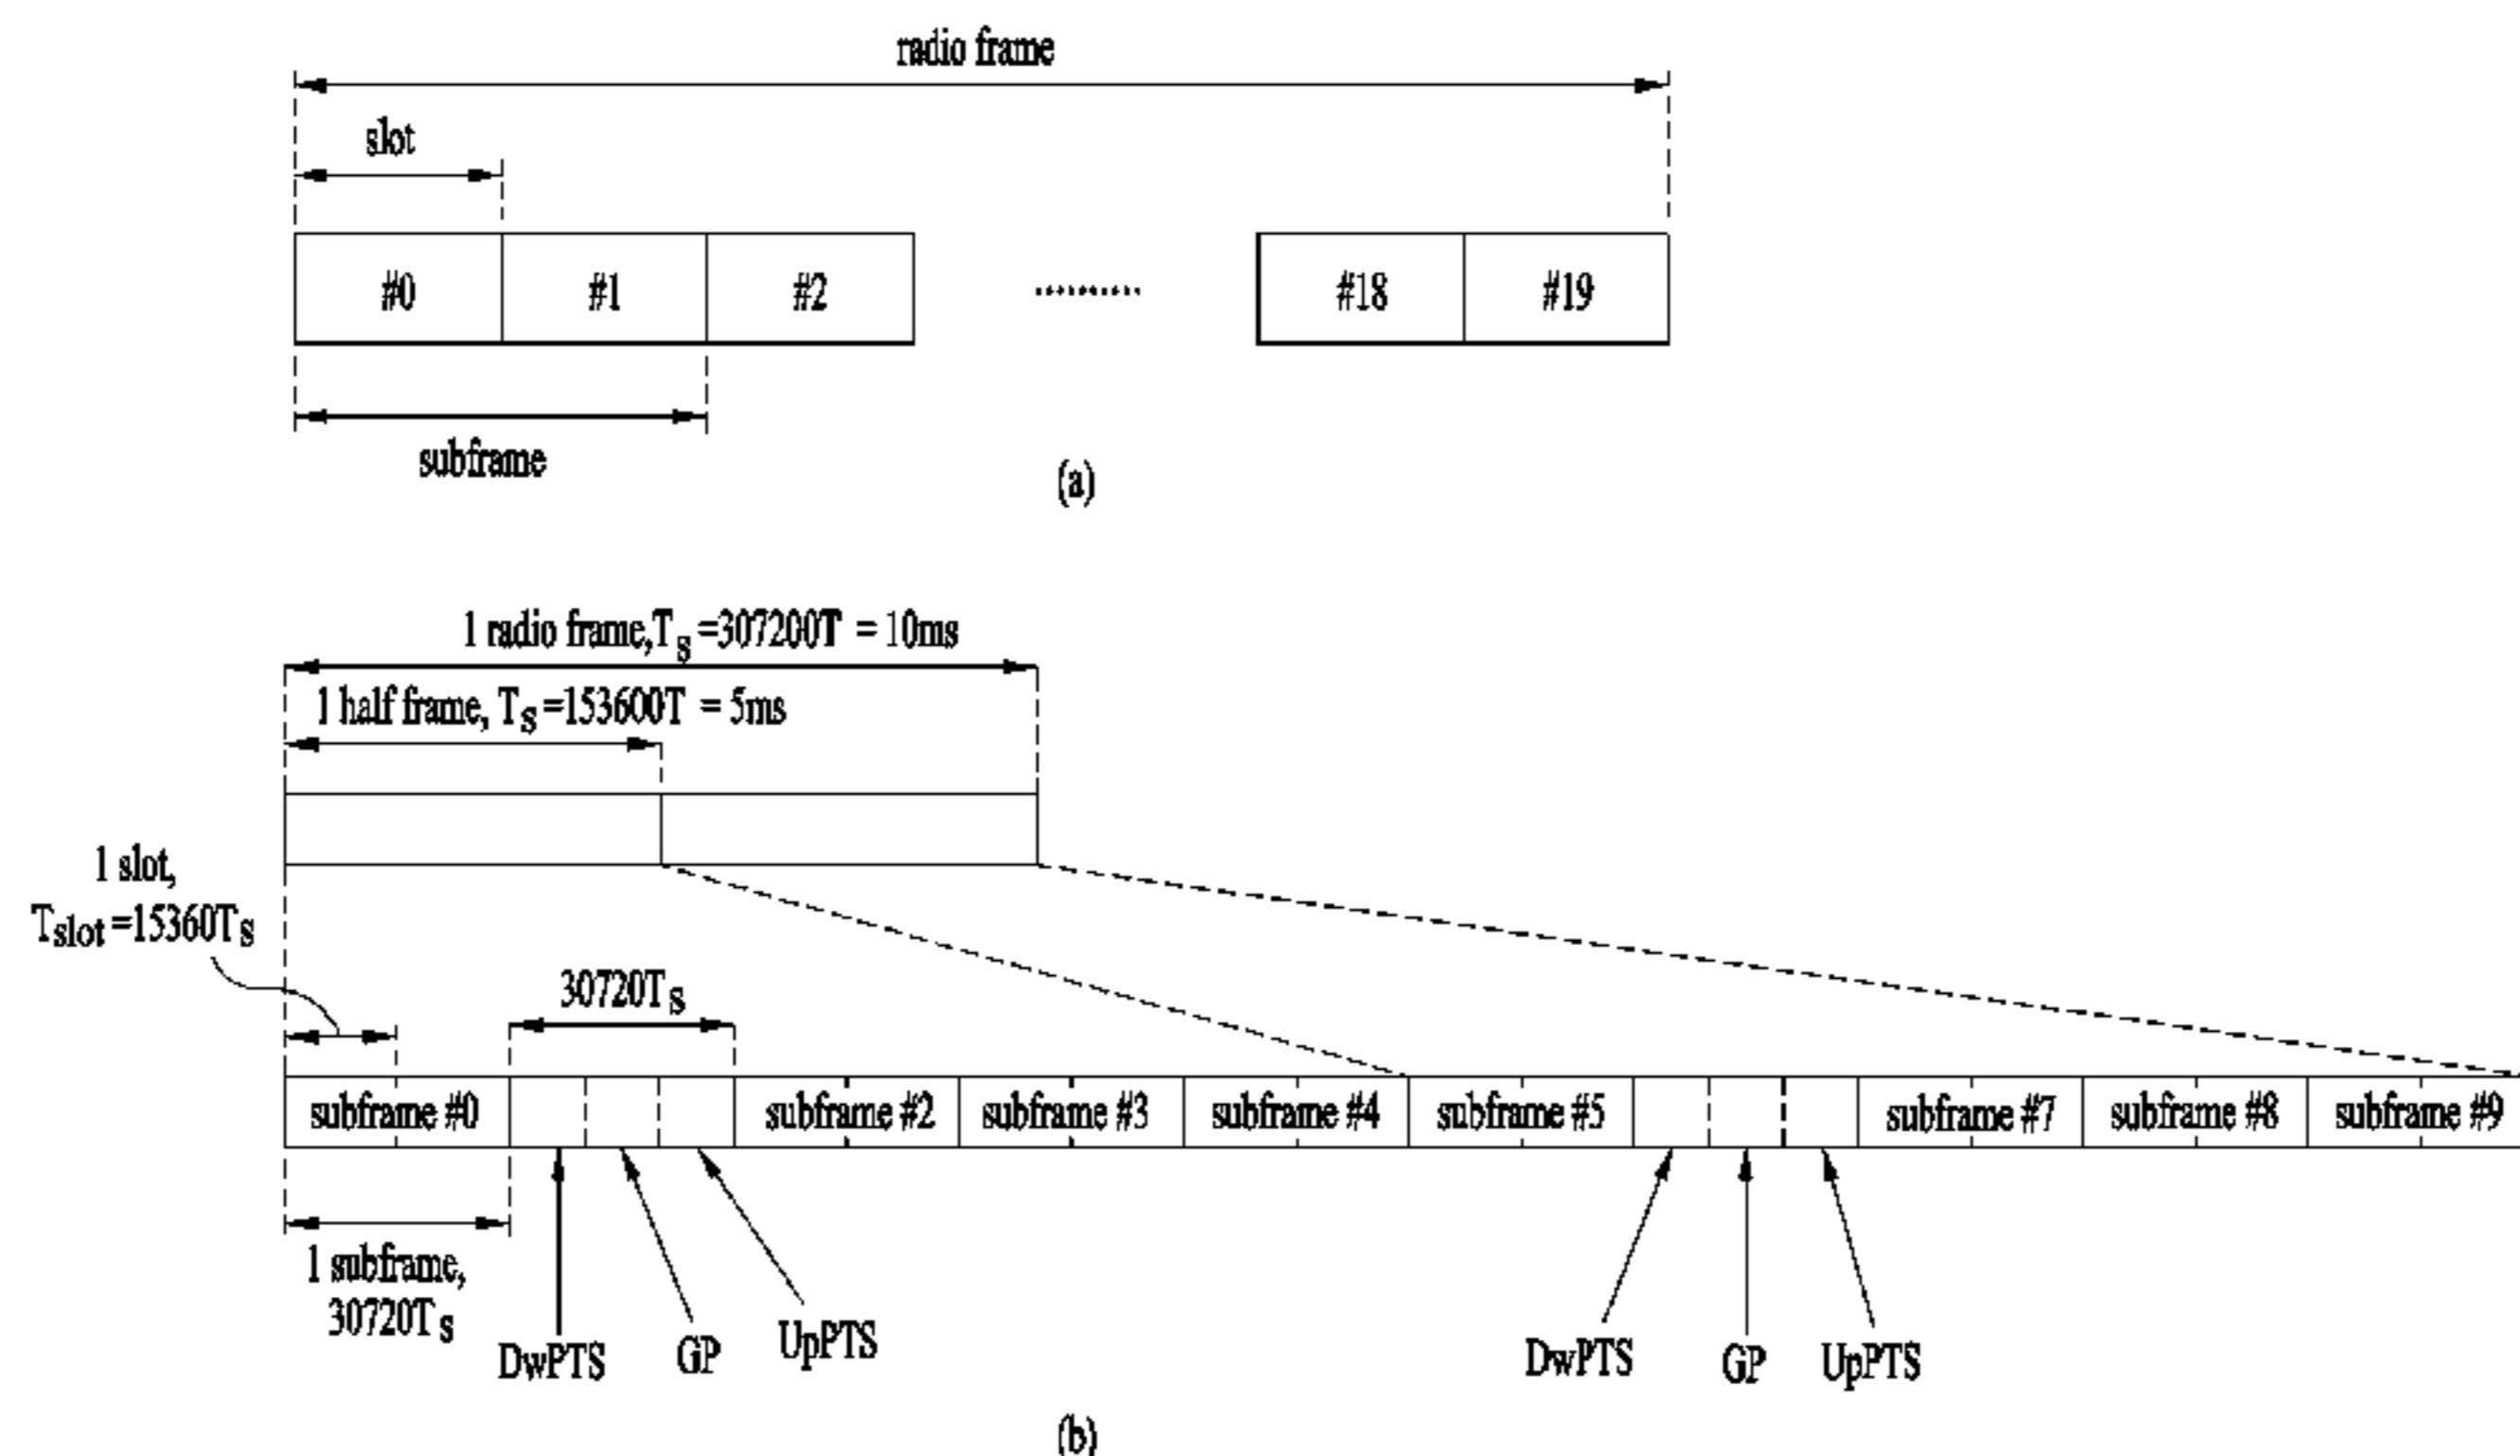 radio frame
slot
#0 #1 #2 .......... #18 #19
subframe
(a)
1 radio frame,Ts =307200T = 10ms
1 half frame, Ts =153600T = 5ms
1 slot,
Tslot =15360Ts
30720Ts
subframe #0 subframe #2 subframe #3 subframe #4 subframe #5 subframe #7 subframe #8 subframe #9
1 subframe,
30720Ts
DwPTS GP UpPTS DwPTS GP UpPTS
(b)